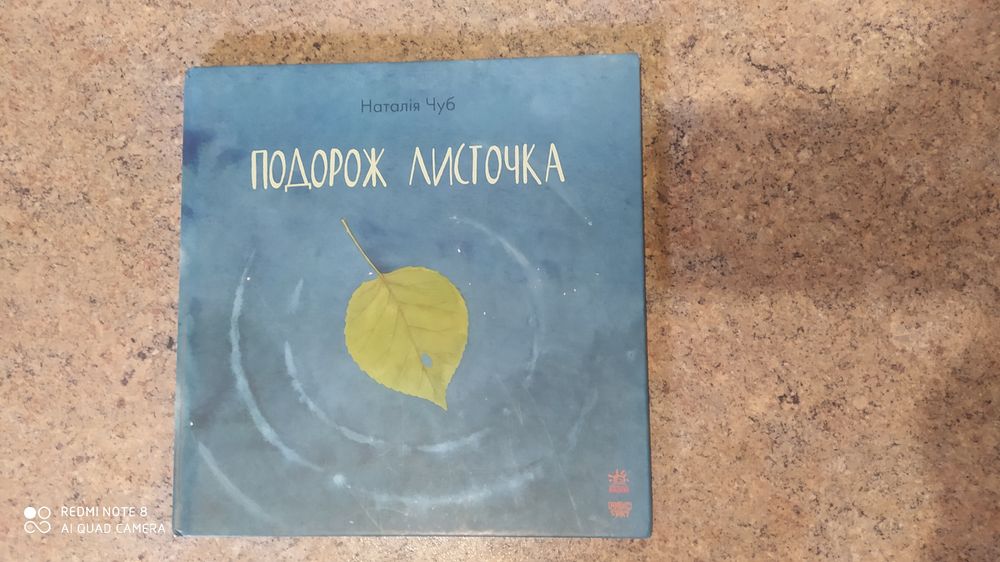 Наталія Чуб
ПОДОРОЖ ЛИСТОЧКА
REDMI NOTE 8
AI QUAD CAMERA